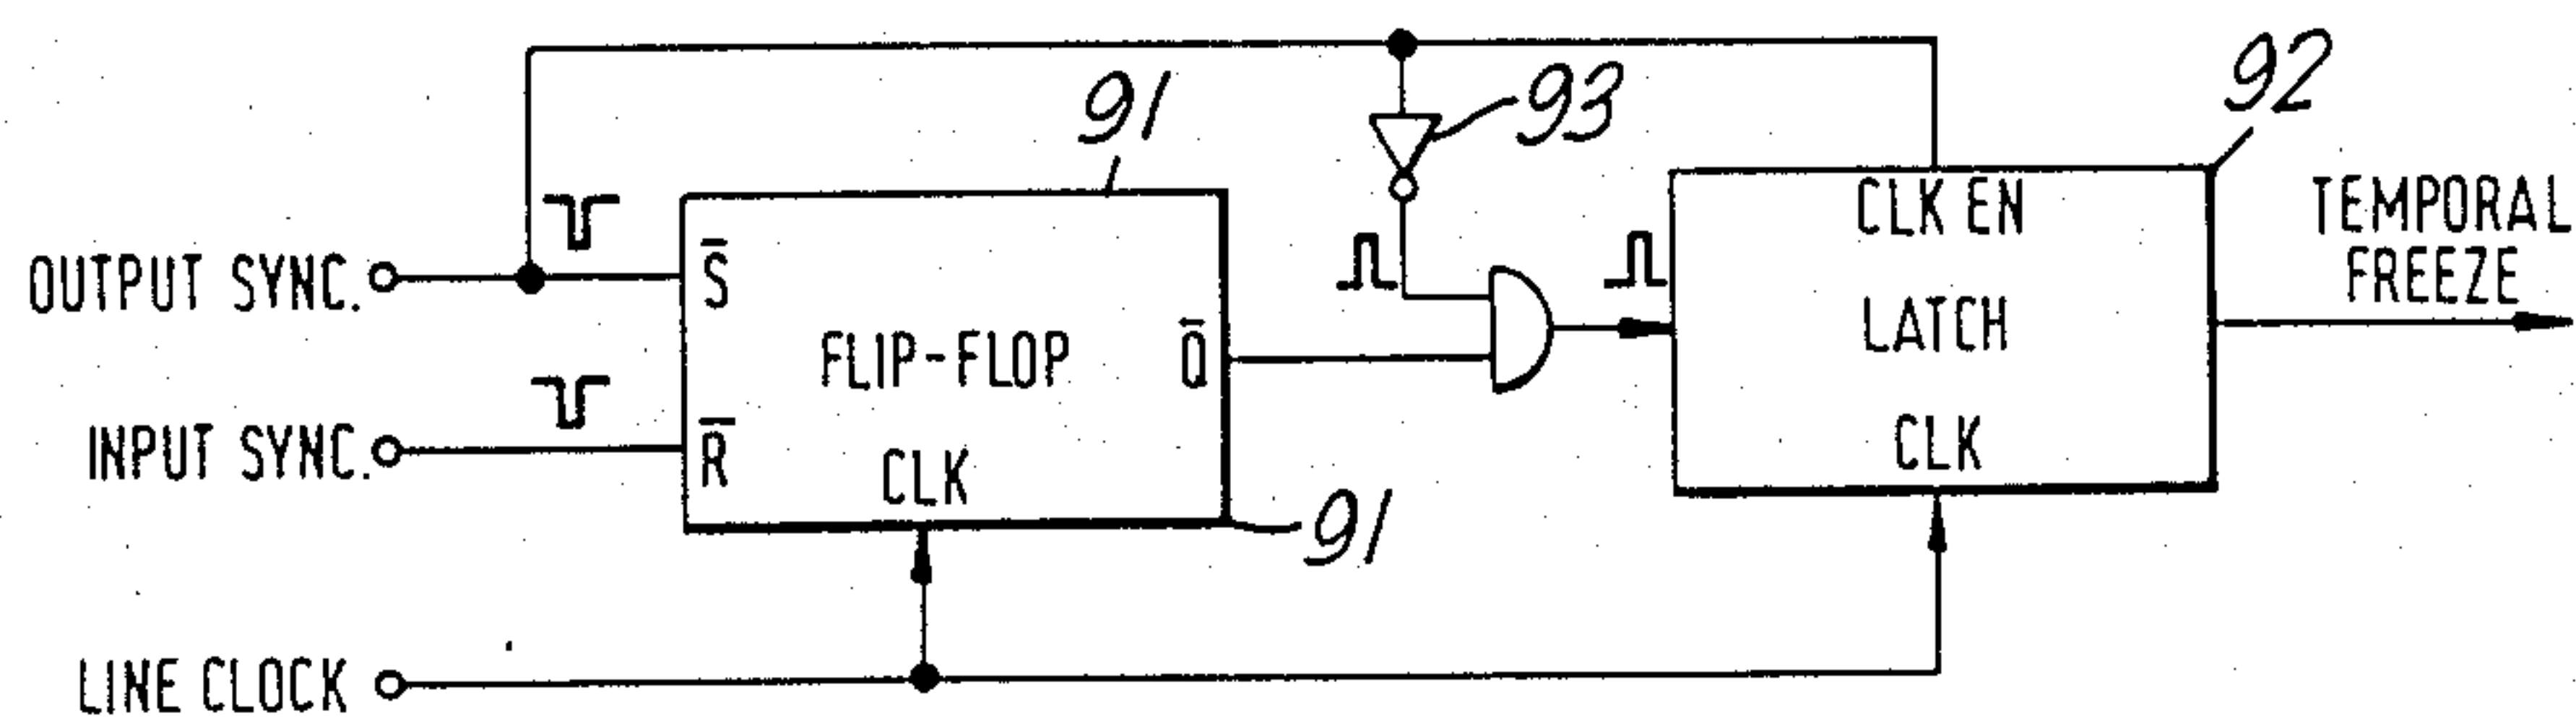 91
93
92
OUTPUT SYNC.
S̅
FLIP-FLOP
Q̅
INPUT SYNC.
R̅
CLK
91
CLK EN
LATCH
CLK
TEMPORAL
FREEZE
LINE CLOCK